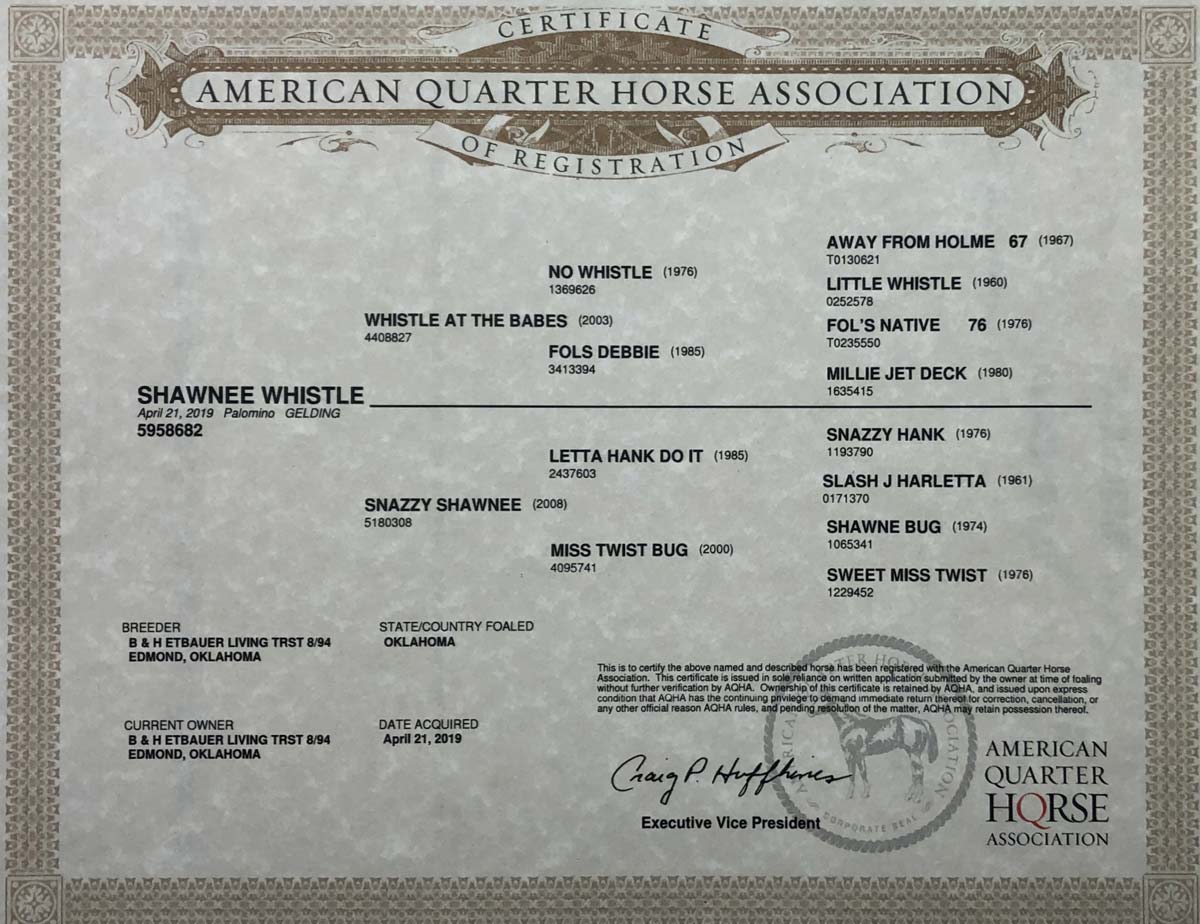 CERTIFICATE
AMERICAN QUARTER HORSE ASSOCIATION
OF REGISTRATION
AWAY FROM HOLME 67 (1967)
T0130621
NO WHISTLE (1976)
1369626
LITTLE WHISTLE (1960)
0252578
WHISTLE AT THE BABES (2003)
4408827
FOL'S NATIVE 76 (1976)
T0235550
FOLS DEBBIE (1985)
3413394
MILLIE JET DECK (1980)
1635415
SHAWNEE WHISTLE
April 21, 2019 Palomino GELDING
5958682
SNAZZY HANK (1976)
1193790
LETTA HANK DO IT (1985)
2437603
SLASH J HARLETTA (1961)
0171370
SNAZZY SHAWNEE (2008)
5180308
SHAWNE BUG (1974)
1065341
MISS TWIST BUG (2000)
4095741
SWEET MISS TWIST (1976)
1229452
BREEDER
B & H ETBAUER LIVING TRST 8/94
EDMOND, OKLAHOMA
STATE/COUNTRY FOALED
OKLAHOMA
CURRENT OWNER
B & H ETBAUER LIVING TRST 8/94
EDMOND, OKLAHOMA
DATE ACQUIRED
April 21, 2019
This is to certify the above named and described horse has been registered with the American Quarter Horse
Association. This certificate is issued in sole reliance on written application submitted by the owner at time of foaling
without further verification by AQHA. Ownership of this certificate is retained by AQHA, and issued upon express
condition that AQHA has the continuing privilege to demand immediate return thereof for correction, cancellation, or
any other official reason AQHA rules, and pending resolution of the matter, AQHA may retain possession thereof.
Craig P. Huffhines
Executive Vice President
AMERICAN QUARTER HORSE ASSOCIATION
CORPORATE SEAL
AMERICAN
QUARTER
HORSE
ASSOCIATION